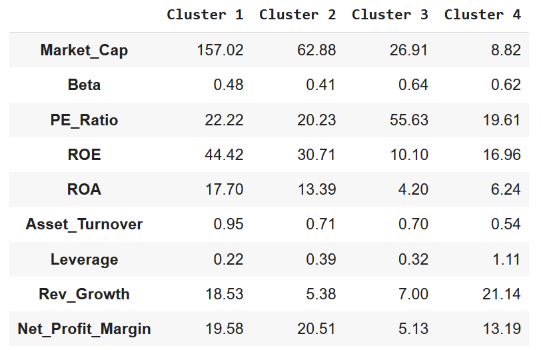 Cluster 1 Cluster 2 Cluster 3 Cluster 4
Market_Cap 157.02 62.88 26.91 8.82
Beta 0.48 0.41 0.64 0.62
PE_Ratio 22.22 20.23 55.63 19.61
ROE 44.42 30.71 10.10 16.96
ROA 17.70 13.39 4.20 6.24
Asset_Turnover 0.95 0.71 0.70 0.54
Leverage 0.22 0.39 0.32 1.11
Rev_Growth 18.53 5.38 7.00 21.14
Net_Profit_Margin 19.58 20.51 5.13 13.19